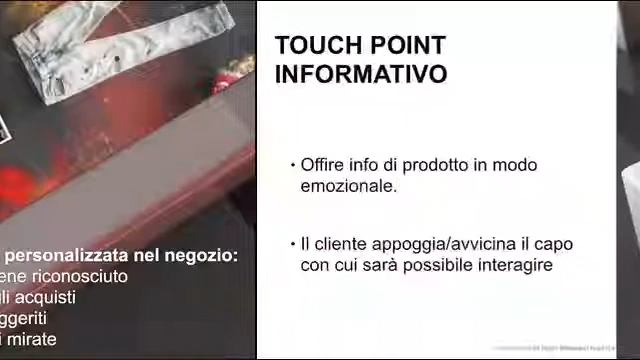 TOUCH POINT
INFORMATIVO
• Offire info di prodotto in modo
emozionale.
• Il cliente appoggia/avvicina il capo
con cui sarà possibile interagire
personalizzata nel negozio:
ene riconosciuto
li acquisti
ggeriti
i mirate